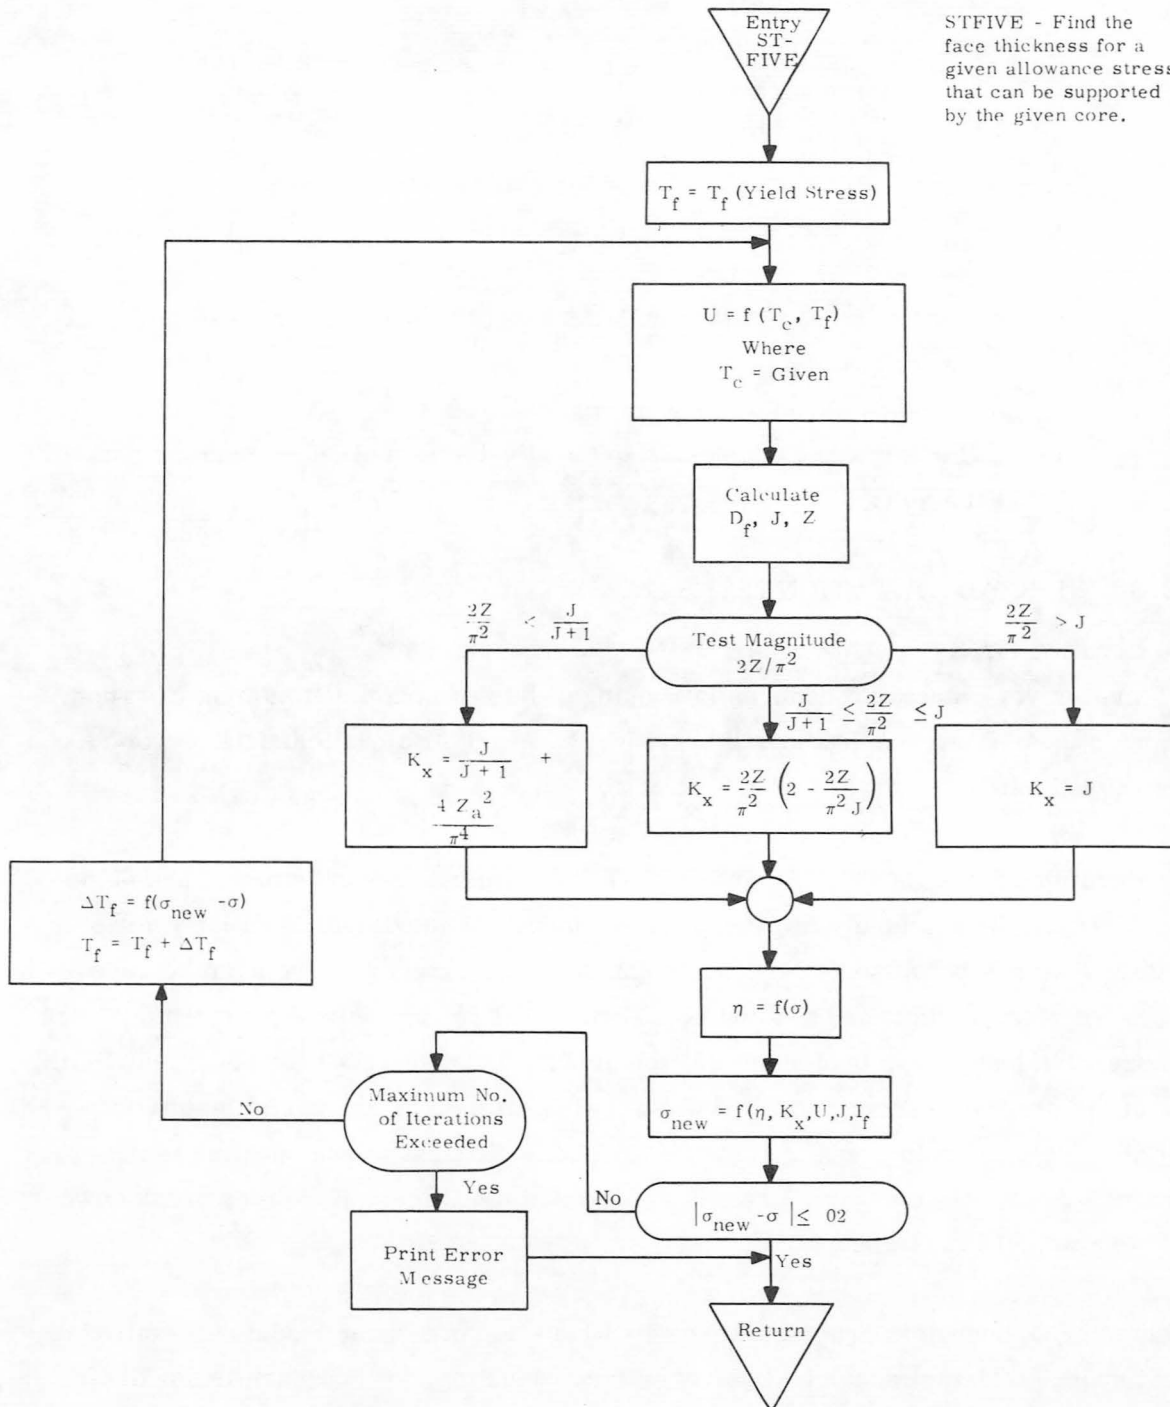 Entry
ST-
FIVE
STFIVE - Find the
face thickness for a
given allowance stress
that can be supported
by the given core.
T_f = T_f (Yield Stress)
U = f (T_c, T_f)
Where
T_c = Given
Calculate
D_f, J, Z
2Z/π² < J/(J + 1)
Test Magnitude
2Z/π²
2Z/π² > J
J/(J + 1) ≤ 2Z/π² ≤ J
K_x = J/(J + 1) +
4 Z_a²/π⁴
K_x = 2Z/π² (2 - 2Z/(π² J))
K_x = J
ΔT_f = f(σ_new -σ)
T_f = T_f + ΔT_f
η = f(σ)
σ_new = f(η, K_x, U, J, I_f
No
Maximum No.
of Iterations
Exceeded
Yes
No
|σ_new -σ| ≤ 02
Yes
Print Error
Message
Return